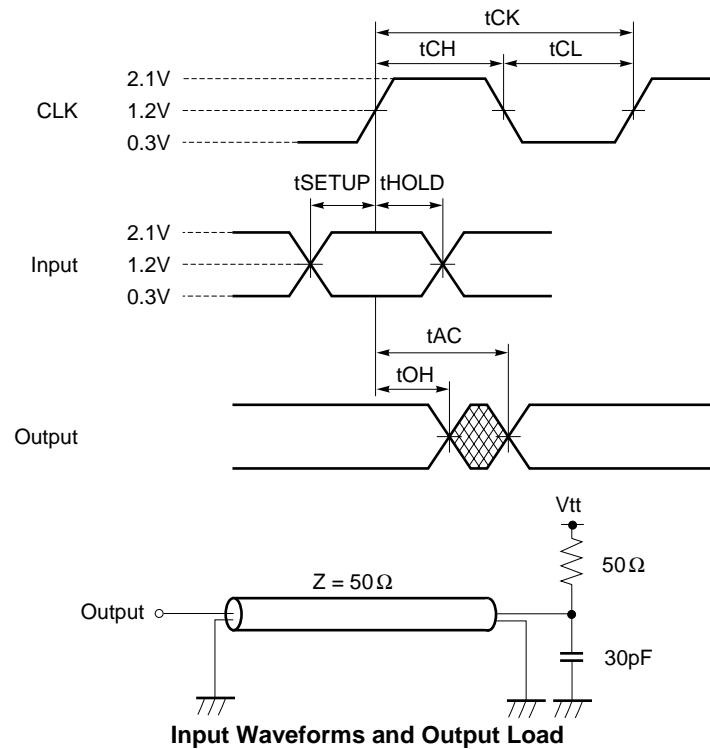 tCK
tCH tCL
2.1V
CLK 1.2V
0.3V
tSETUP tHOLD
2.1V
Input 1.2V
0.3V
tAC
tOH
Output
Vtt
50Ω
Z = 50Ω
Output
30pF
Input Waveforms and Output Load